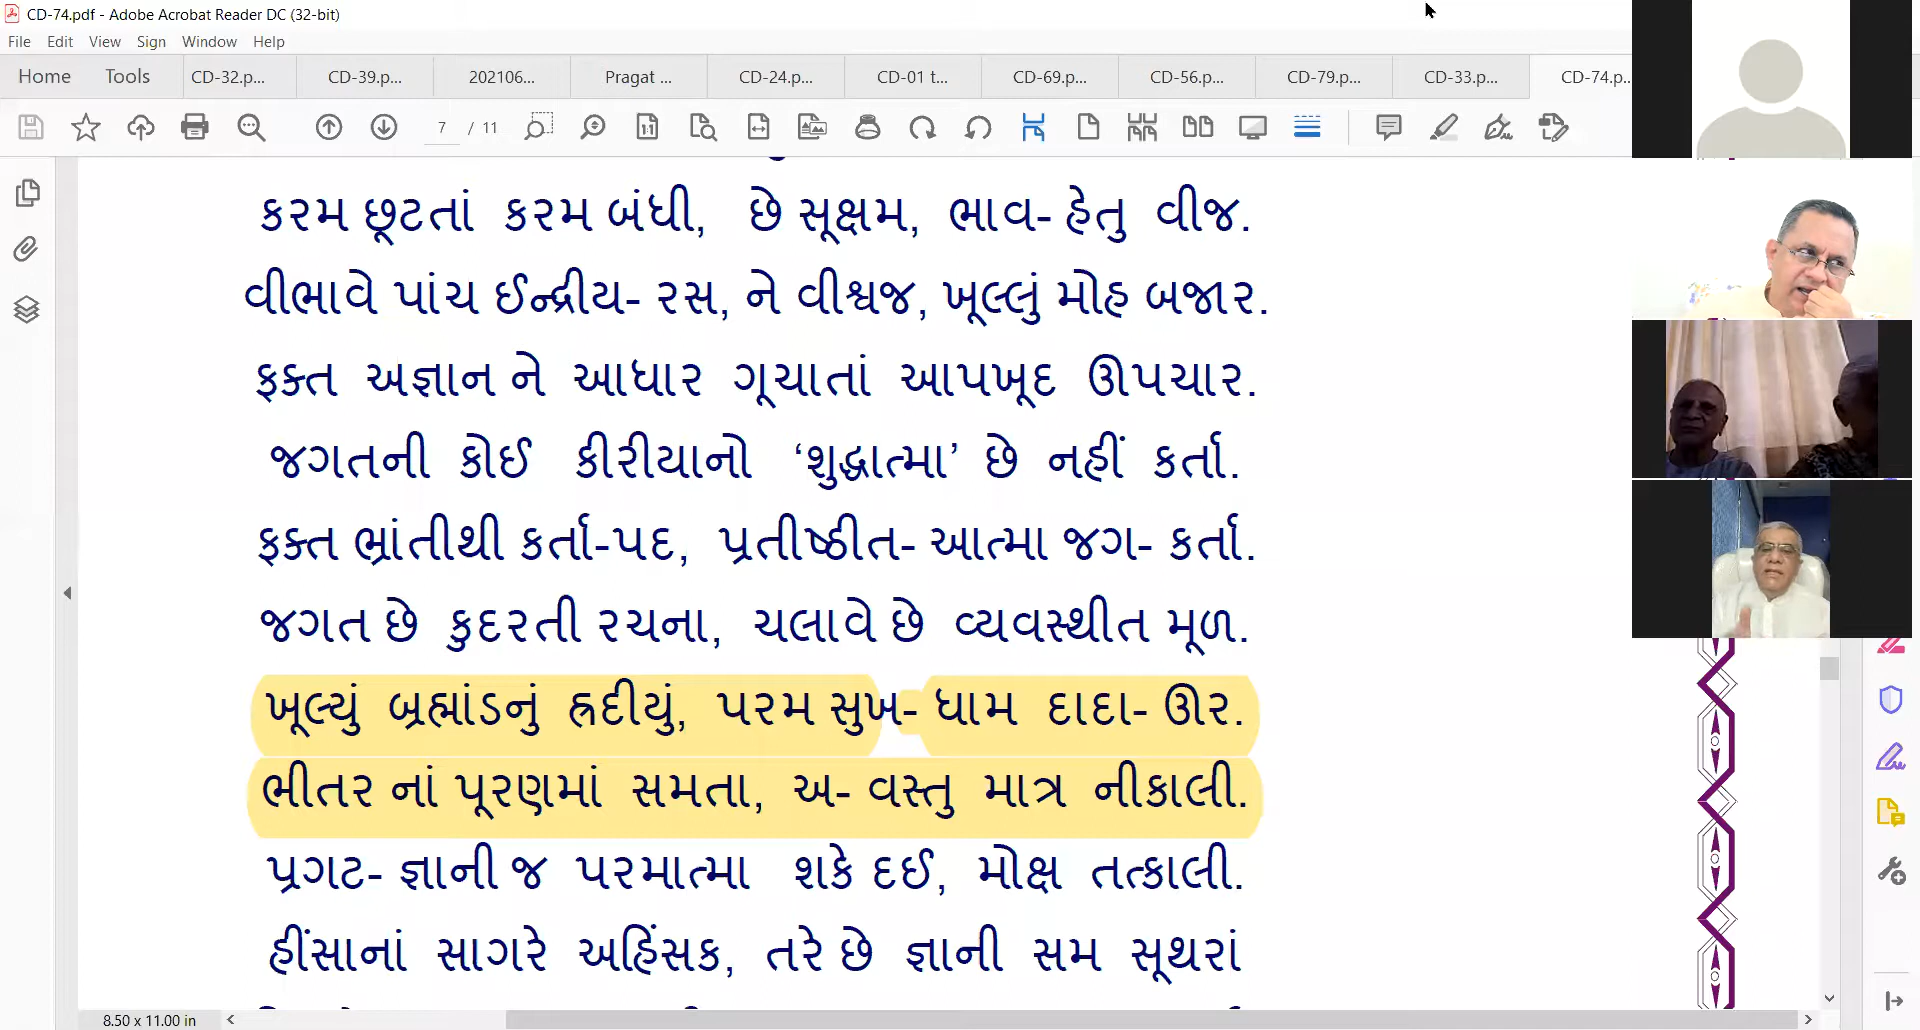 CD-74.pdf - Adobe Acrobat Reader DC (32-bit)
File Edit View Sign Window Help
Home Tools CD-32.p... CD-39.p... 202106... Pragat ... CD-24.p... CD-01 t... CD-69.p... CD-56.p... CD-79.p... CD-33.p... CD-74.p..
7 / 11
કરમ છૂટતાં કરમ બંધી, છે સૂક્ષમ, ભાવ- હેતુ વીજ.
વીભાવે પાંચ ઈન્દ્રીય- રસ, ને વીશ્વજ, ખૂલ્લું મોહ બજાર.
ફક્ત અજ્ઞાન ને આધાર ગૂચાતાં આપખૂદ ઊપચાર.
જગતની કોઈ કીરીયાનો ‘શુદ્ધાત્મા’ છે નહીં કર્તા.
ફક્ત ભ્રાંતીથી કર્તા-પદ, પ્રતીષ્ઠીત- આત્મા જગ- કર્તા.
જગત છે કુદરતી રચના, ચલાવે છે વ્યવસ્થીત મૂળ.
ખૂલ્યું બ્રહ્માંડનું હ્રદીયું, પરમ સુખ- ધામ દાદા- ઊર.
ભીતર નાં પૂરણમાં સમતા, અ- વસ્તુ માત્ર નીકાલી.
પ્રગટ- જ્ઞાની જ પરમાત્મા શકે દઈ, મોક્ષ તત્કાલી.
હીંસાનાં સાગરે અહિંસક, તરે છે જ્ઞાની સમ સૂથરાં
8.50 x 11.00 in